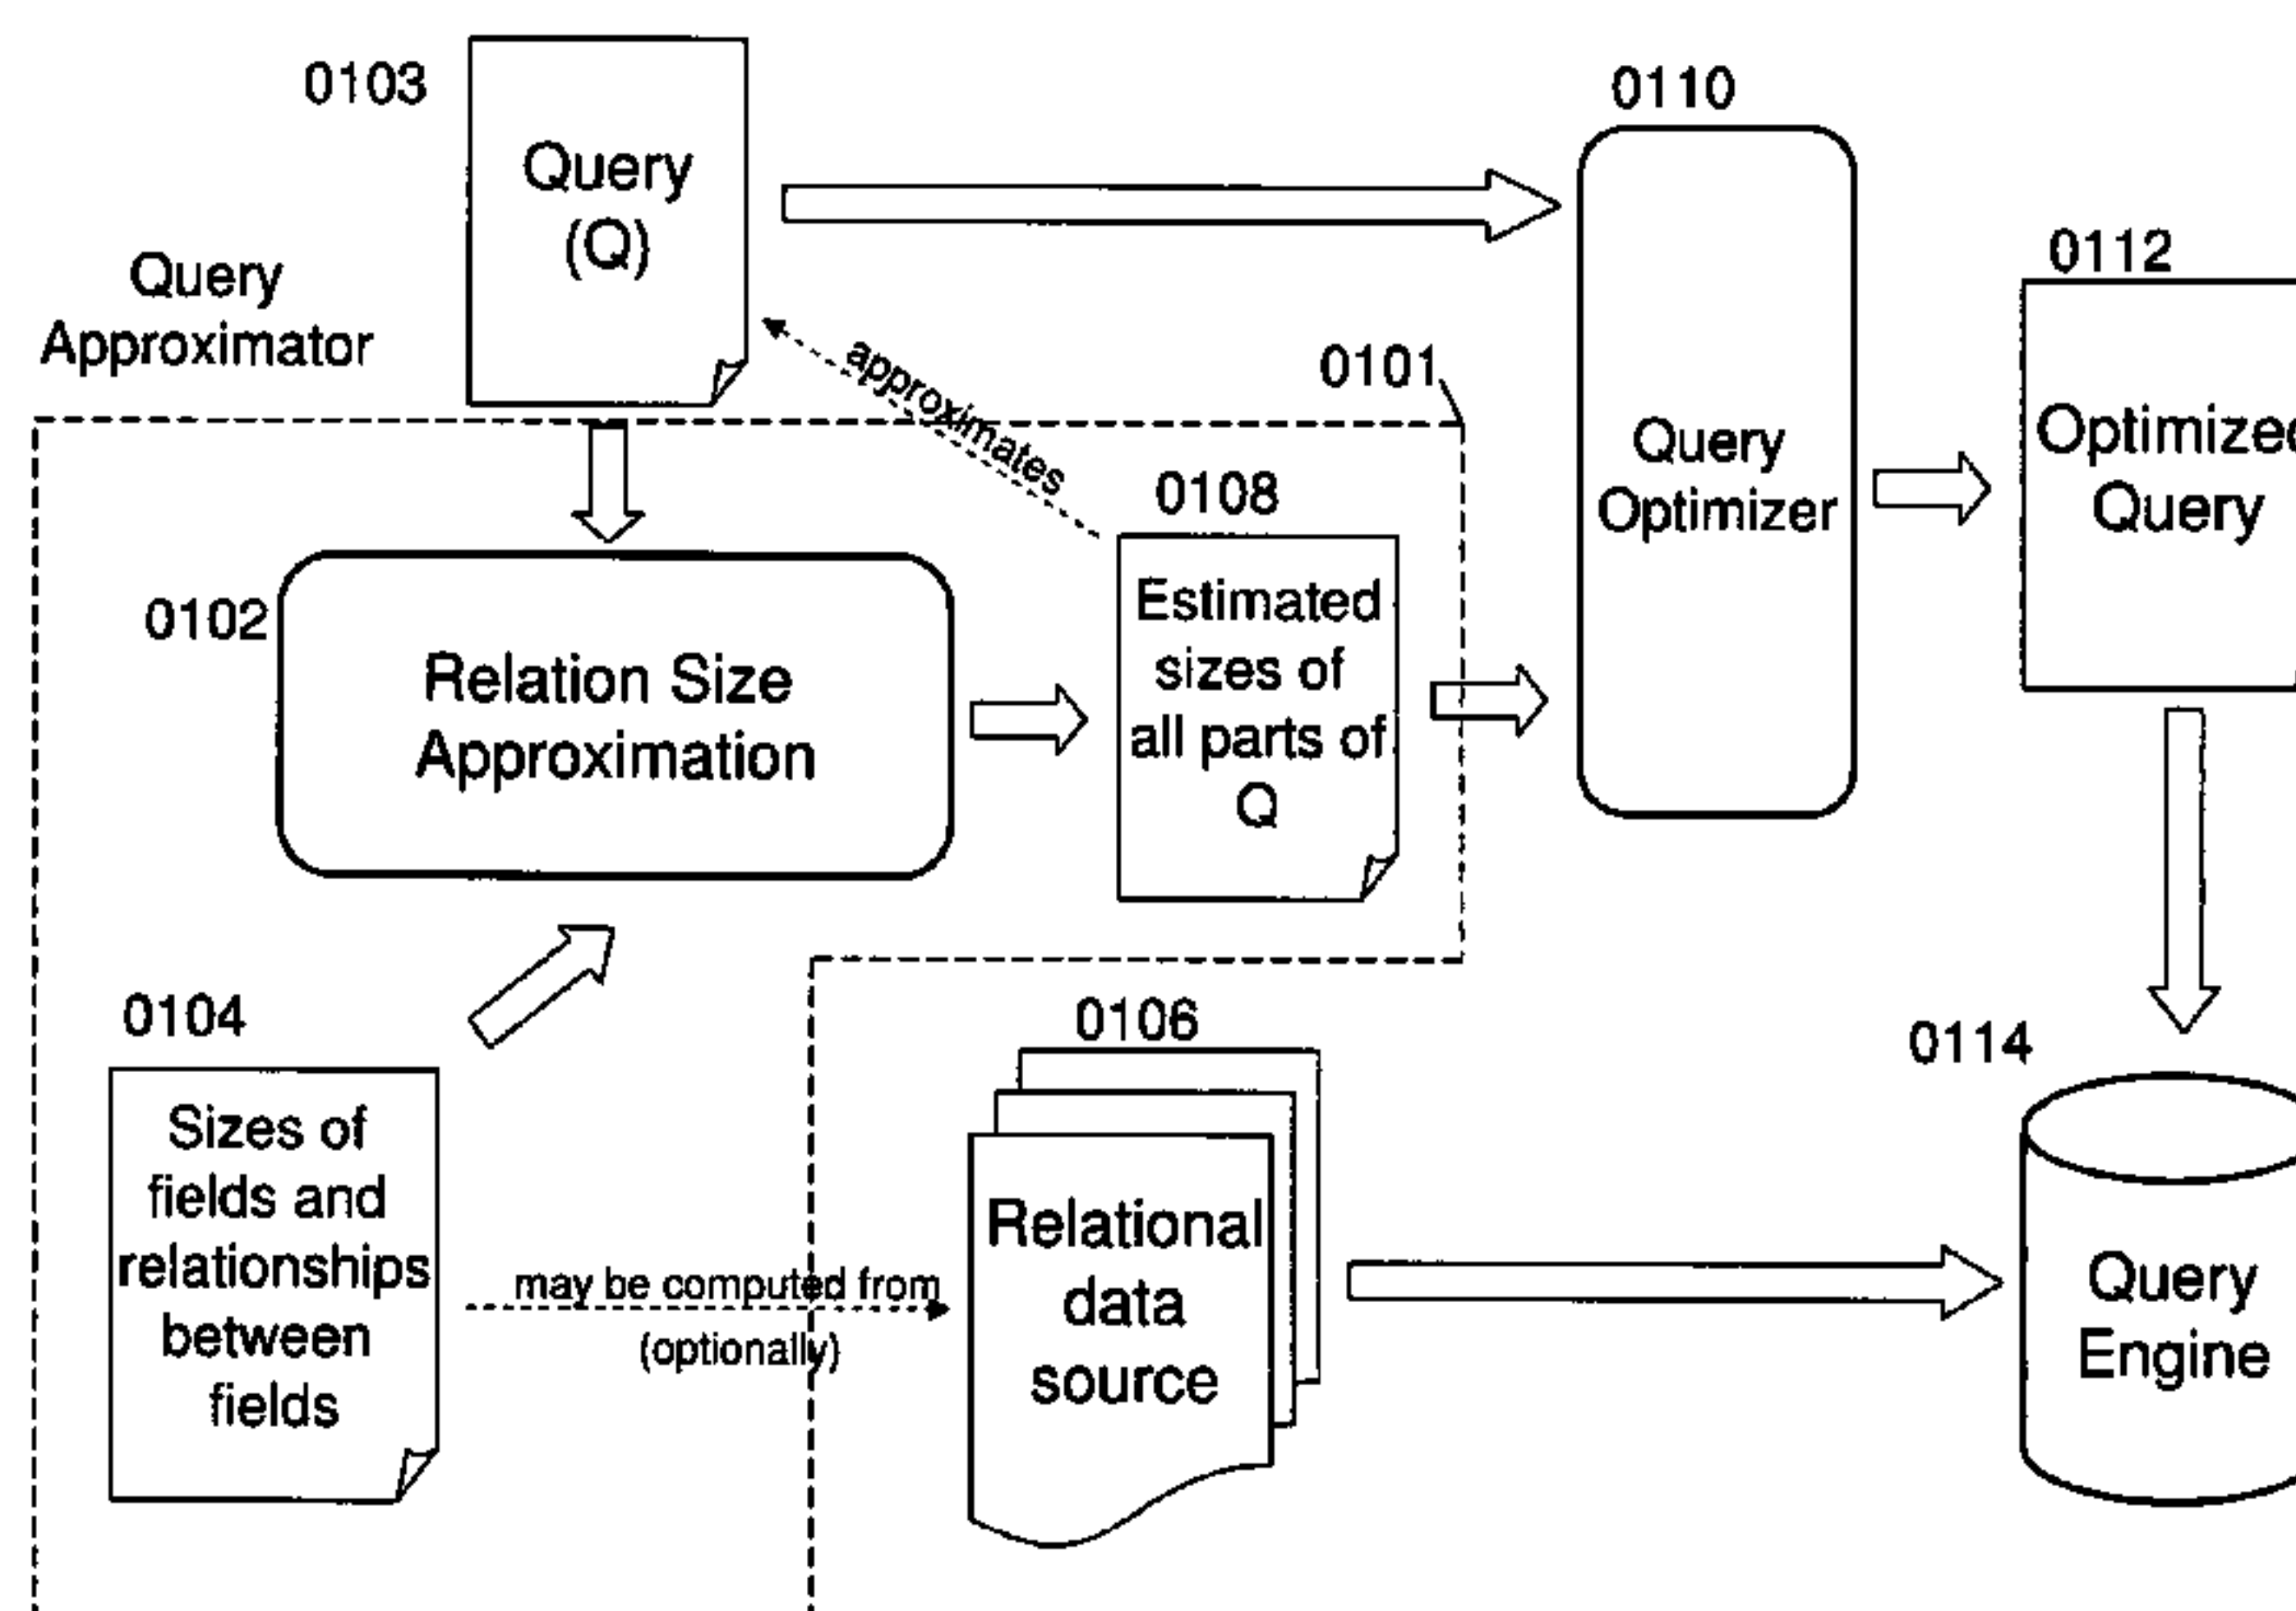 0103
Query
(Q)
0110
Query
Approximator
0112
approximates
0101
Query
Optimizer
Optimized
Query
0108
Estimated
sizes of
all parts of
Q
0102
Relation Size
Approximation
0104
Sizes of
fields and
relationships
between
fields
may be computed from
(optionally)
0106
Relational
data
source
0114
Query
Engine